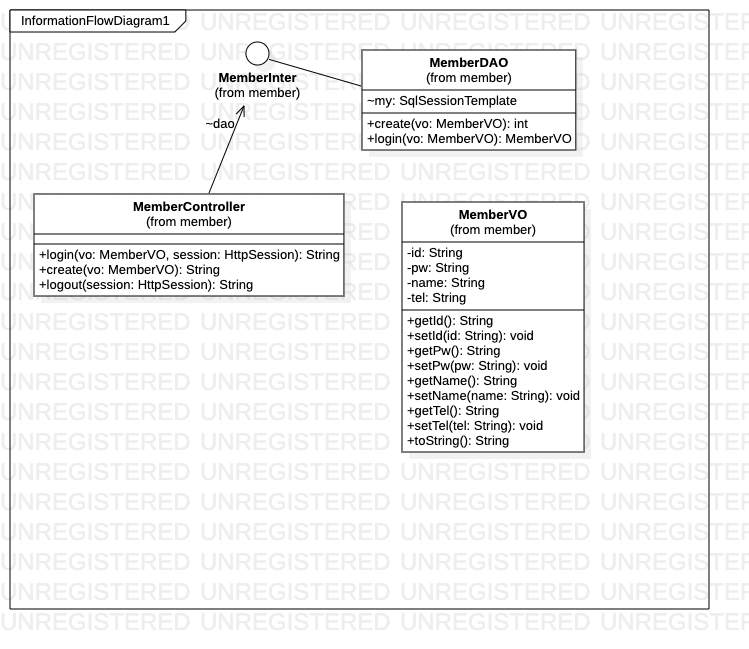 InformationFlowDiagram1
MemberInter
(from member)
~dao
MemberDAO
(from member)
~my: SqlSessionTemplate
+create(vo: MemberVO): int
+login(vo: MemberVO): MemberVO
MemberController
(from member)
+login(vo: MemberVO, session: HttpSession): String
+create(vo: MemberVO): String
+logout(session: HttpSession): String
MemberVO
(from member)
-id: String
-pw: String
-name: String
-tel: String
+getId(): String
+setId(id: String): void
+getPw(): String
+setPw(pw: String): void
+getName(): String
+setName(name: String): void
+getTel(): String
+setTel(tel: String): void
+toString(): String
UNREGISTERED